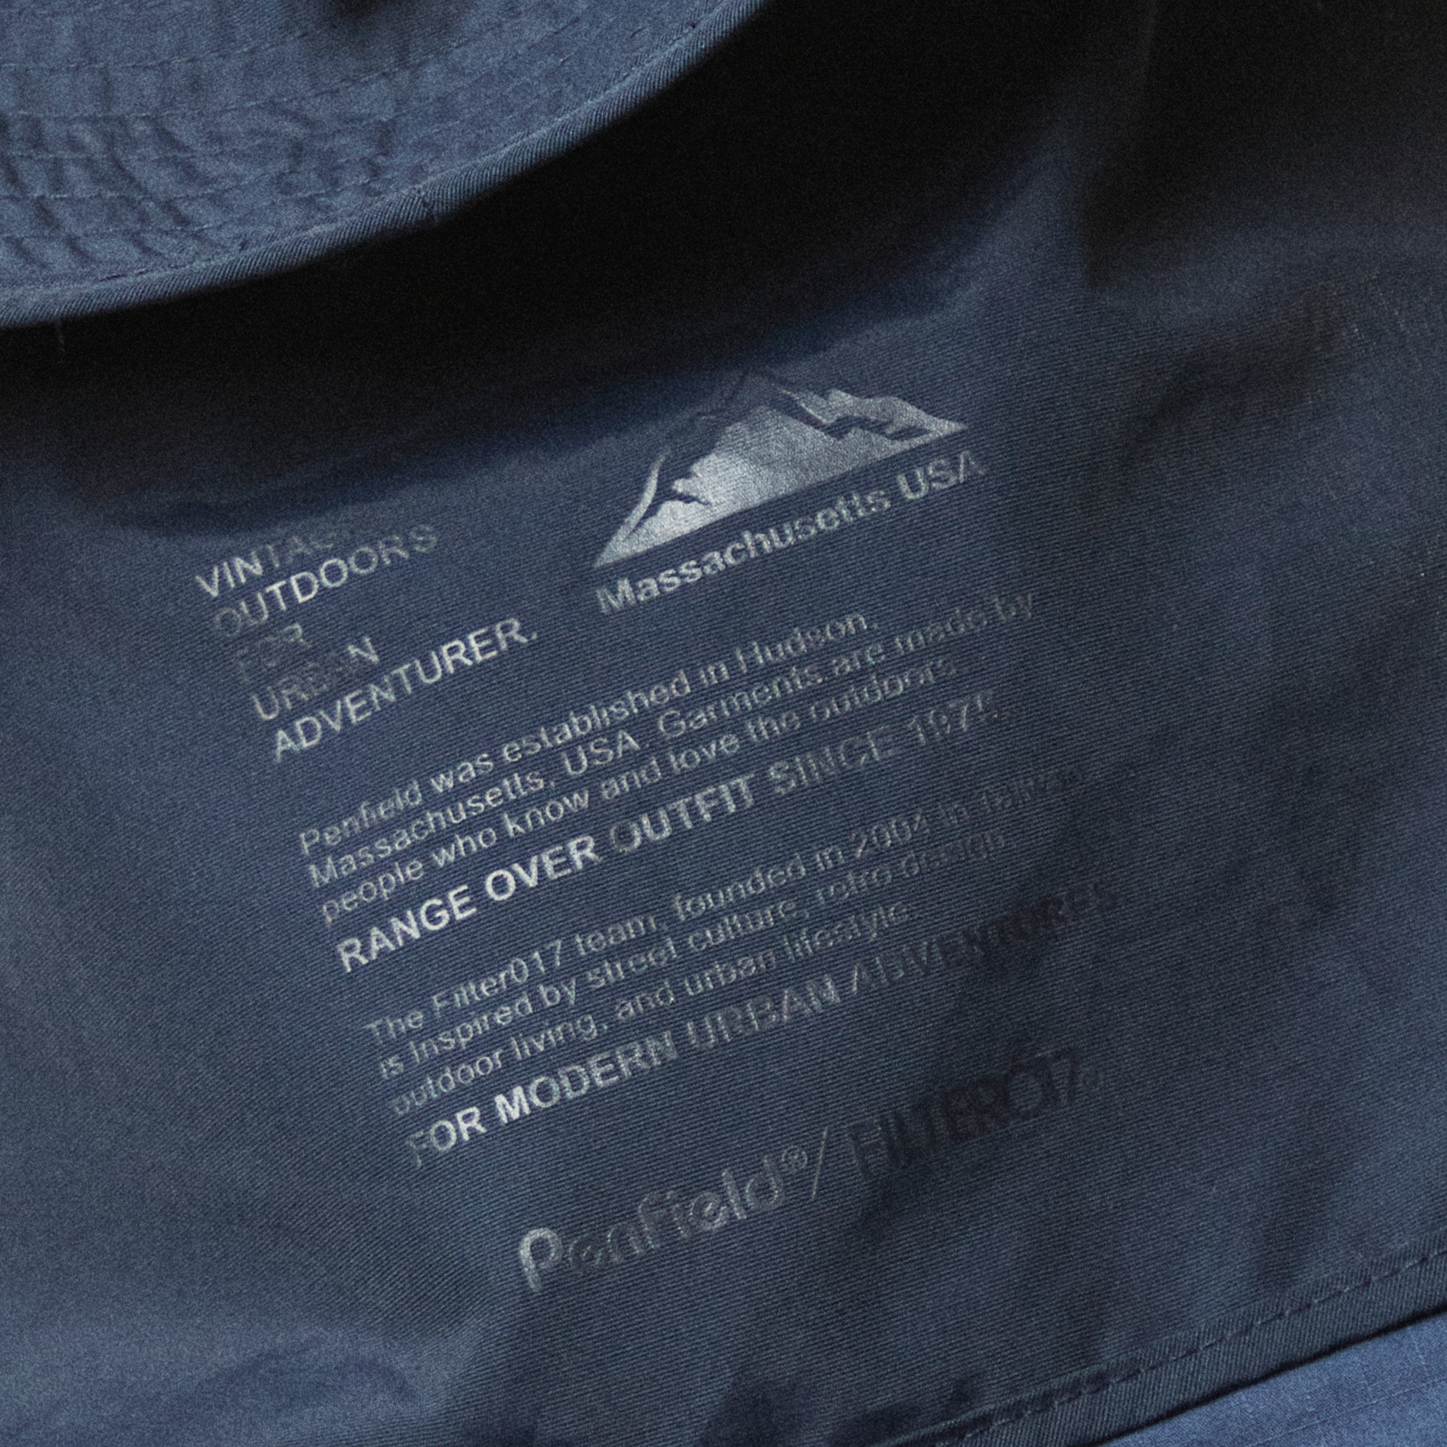 VINTAGE
OUTDOORS
FOR
URBAN
ADVENTURER.
Massachusetts USA
Penfield was established in Hudson,
Massachusetts, USA. Garments are made by
people who know and love the outdoors.
RANGE OVER OUTFIT SINCE 1975.
The Filter017 team, founded in 2004 in Taiwan,
is inspired by street culture, retro design,
outdoor living, and urban lifestyle.
FOR MODERN URBAN ADVENTURES.
Penfield®/ FILTER017®